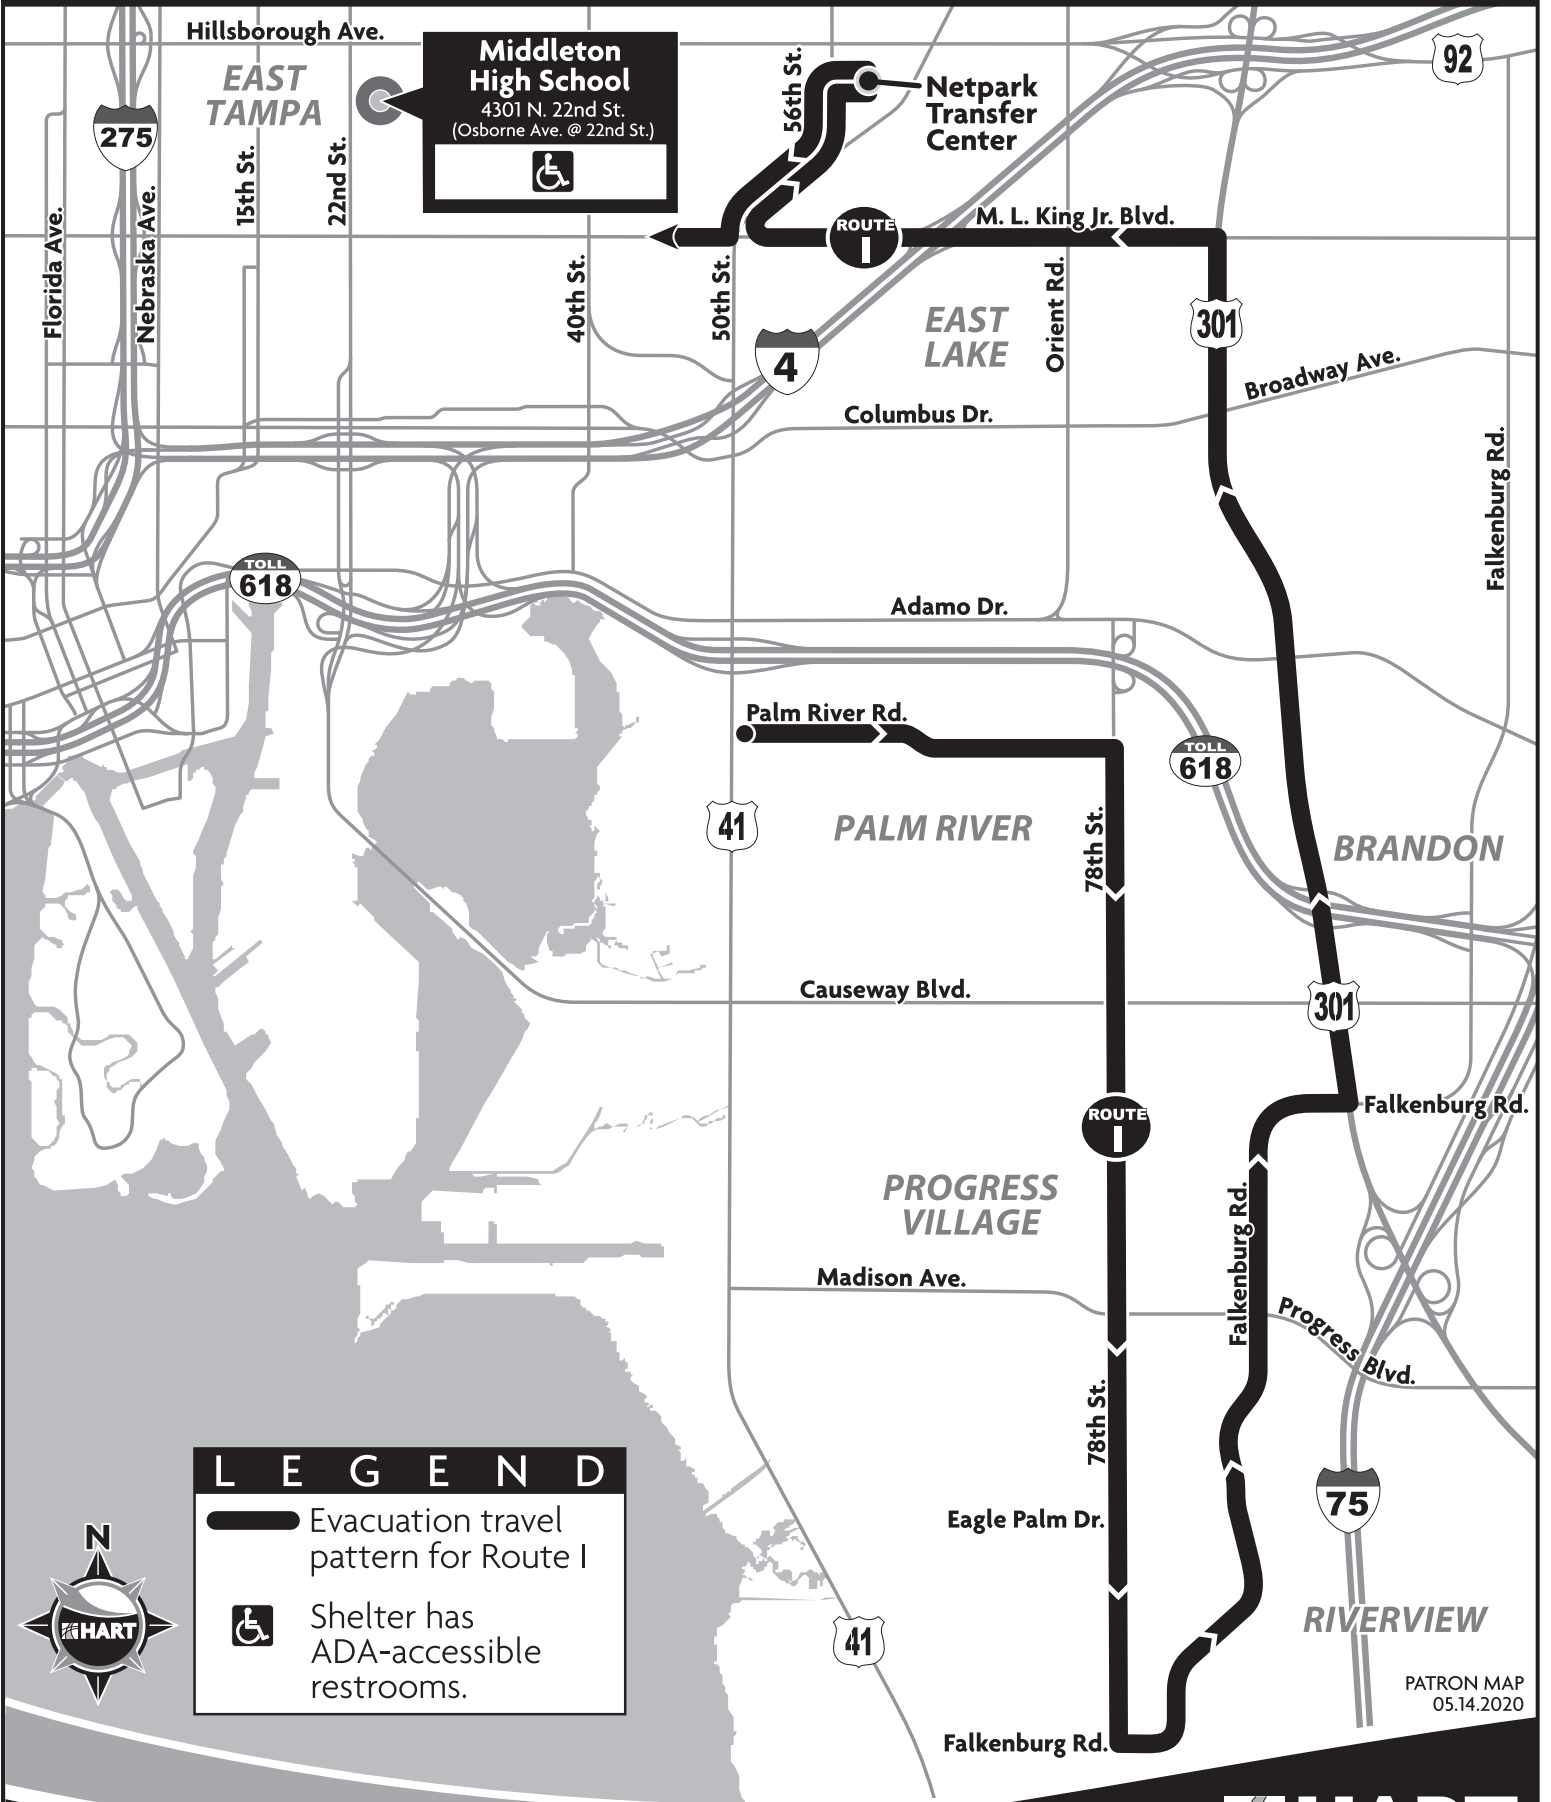 Hillsborough Ave.
EAST
TAMPA
Middleton
High School
4301 N. 22nd St.
(Osborne Ave. @ 22nd St.)
56th St.
Netpark
Transfer
Center
92
275
Florida Ave.
Nebraska Ave.
15th St.
22nd St.
M. L. King Jr. Blvd.
ROUTE
I
40th St.
50th St.
EAST
LAKE
Orient Rd.
301
4
Broadway Ave.
Columbus Dr.
Falkenburg Rd.
TOLL
618
Adamo Dr.
Palm River Rd.
TOLL
618
41
PALM RIVER
78th St.
BRANDON
Causeway Blvd.
301
Falkenburg Rd.
ROUTE
I
PROGRESS
VILLAGE
Falkenburg Rd.
Madison Ave.
Progress Blvd.
78th St.
LEGEND
Evacuation travel
pattern for Route I
Shelter has
ADA-accessible
restrooms.
N
HART
75
Eagle Palm Dr.
41
RIVERVIEW
PATRON MAP
05.14.2020
Falkenburg Rd.